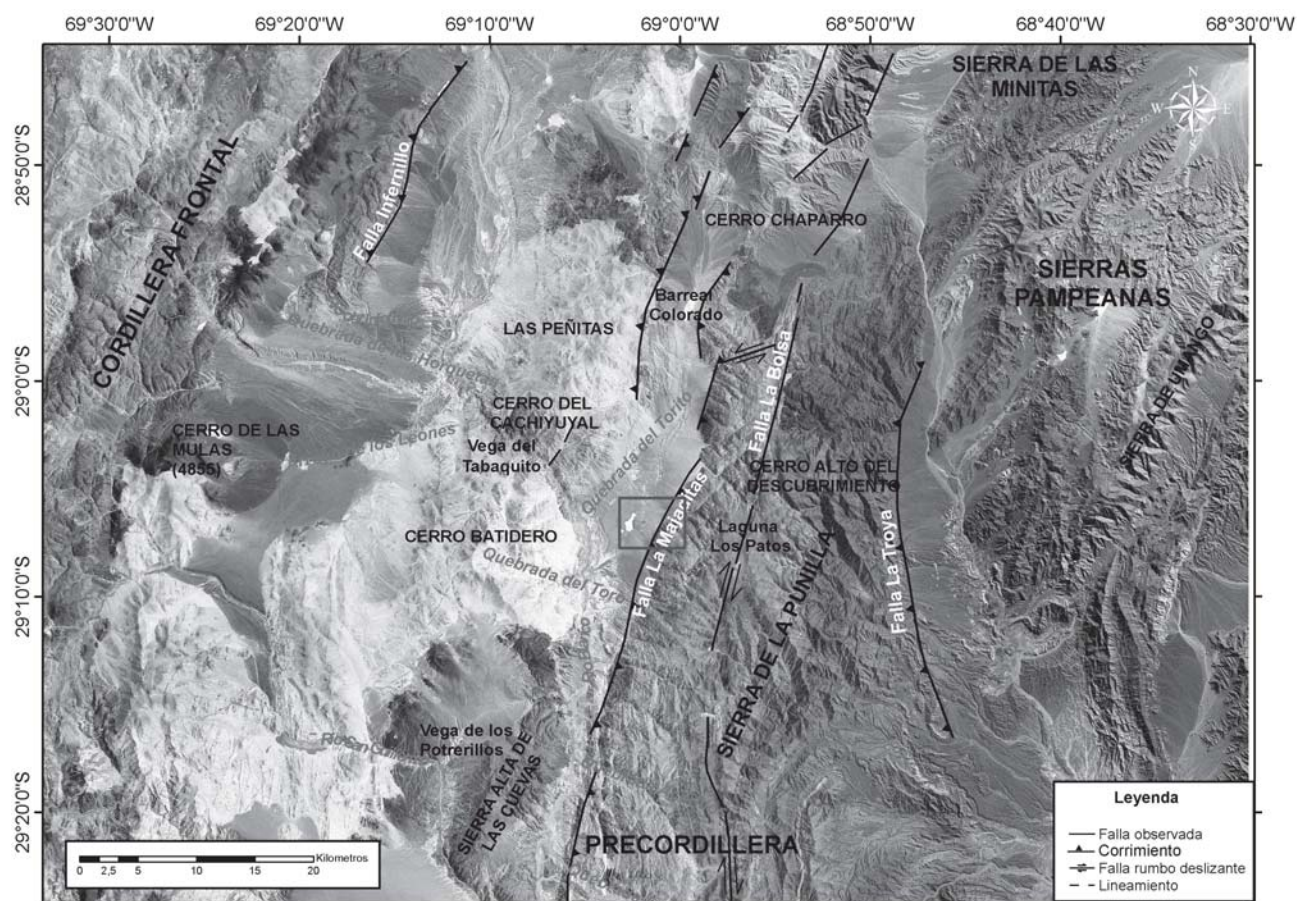 69°30'0"W
69°20'0"W
69°10'0"W
69°0'0"W
68°50'0"W
68°40'0"W
68°30'0"W
28°50'0"S
29°0'0"S
29°10'0"S
29°20'0"S
SIERRA DE LAS
MINITAS
N
W
E
CORDILLERA FRONTAL
Falla Infernillo
CERRO CHAPARRO
SIERRAS
PAMPEANAS
Barreal
Colorado
LAS PEÑITAS
Quebrada de
Horqueta
Falla La Bolsa
SIERRA DE UMANGO
CERRO DEL
CACHIYUYAL
CERRO DE LAS
MULAS
(4855)
los Leones
Vega del
Tabaquito
Quebrada del Torito
CERRO ALTO DEL
DESCUBRIMIENTO
Falla La Majaditas
CERRO BATIDERO
Laguna
Los Patos
Quebrada del Toro
Falla La Troya
SIERRA DE LA PUNILLA
Vega de los
Potrerillos
SIERRA ALTA DE
LAS CUEVAS
PRECORDILLERA
Leyenda
Falla observada
Corrimiento
Falla rumbo deslizante
Lineamiento
Kilometros
0 2,5 5 10 15 20